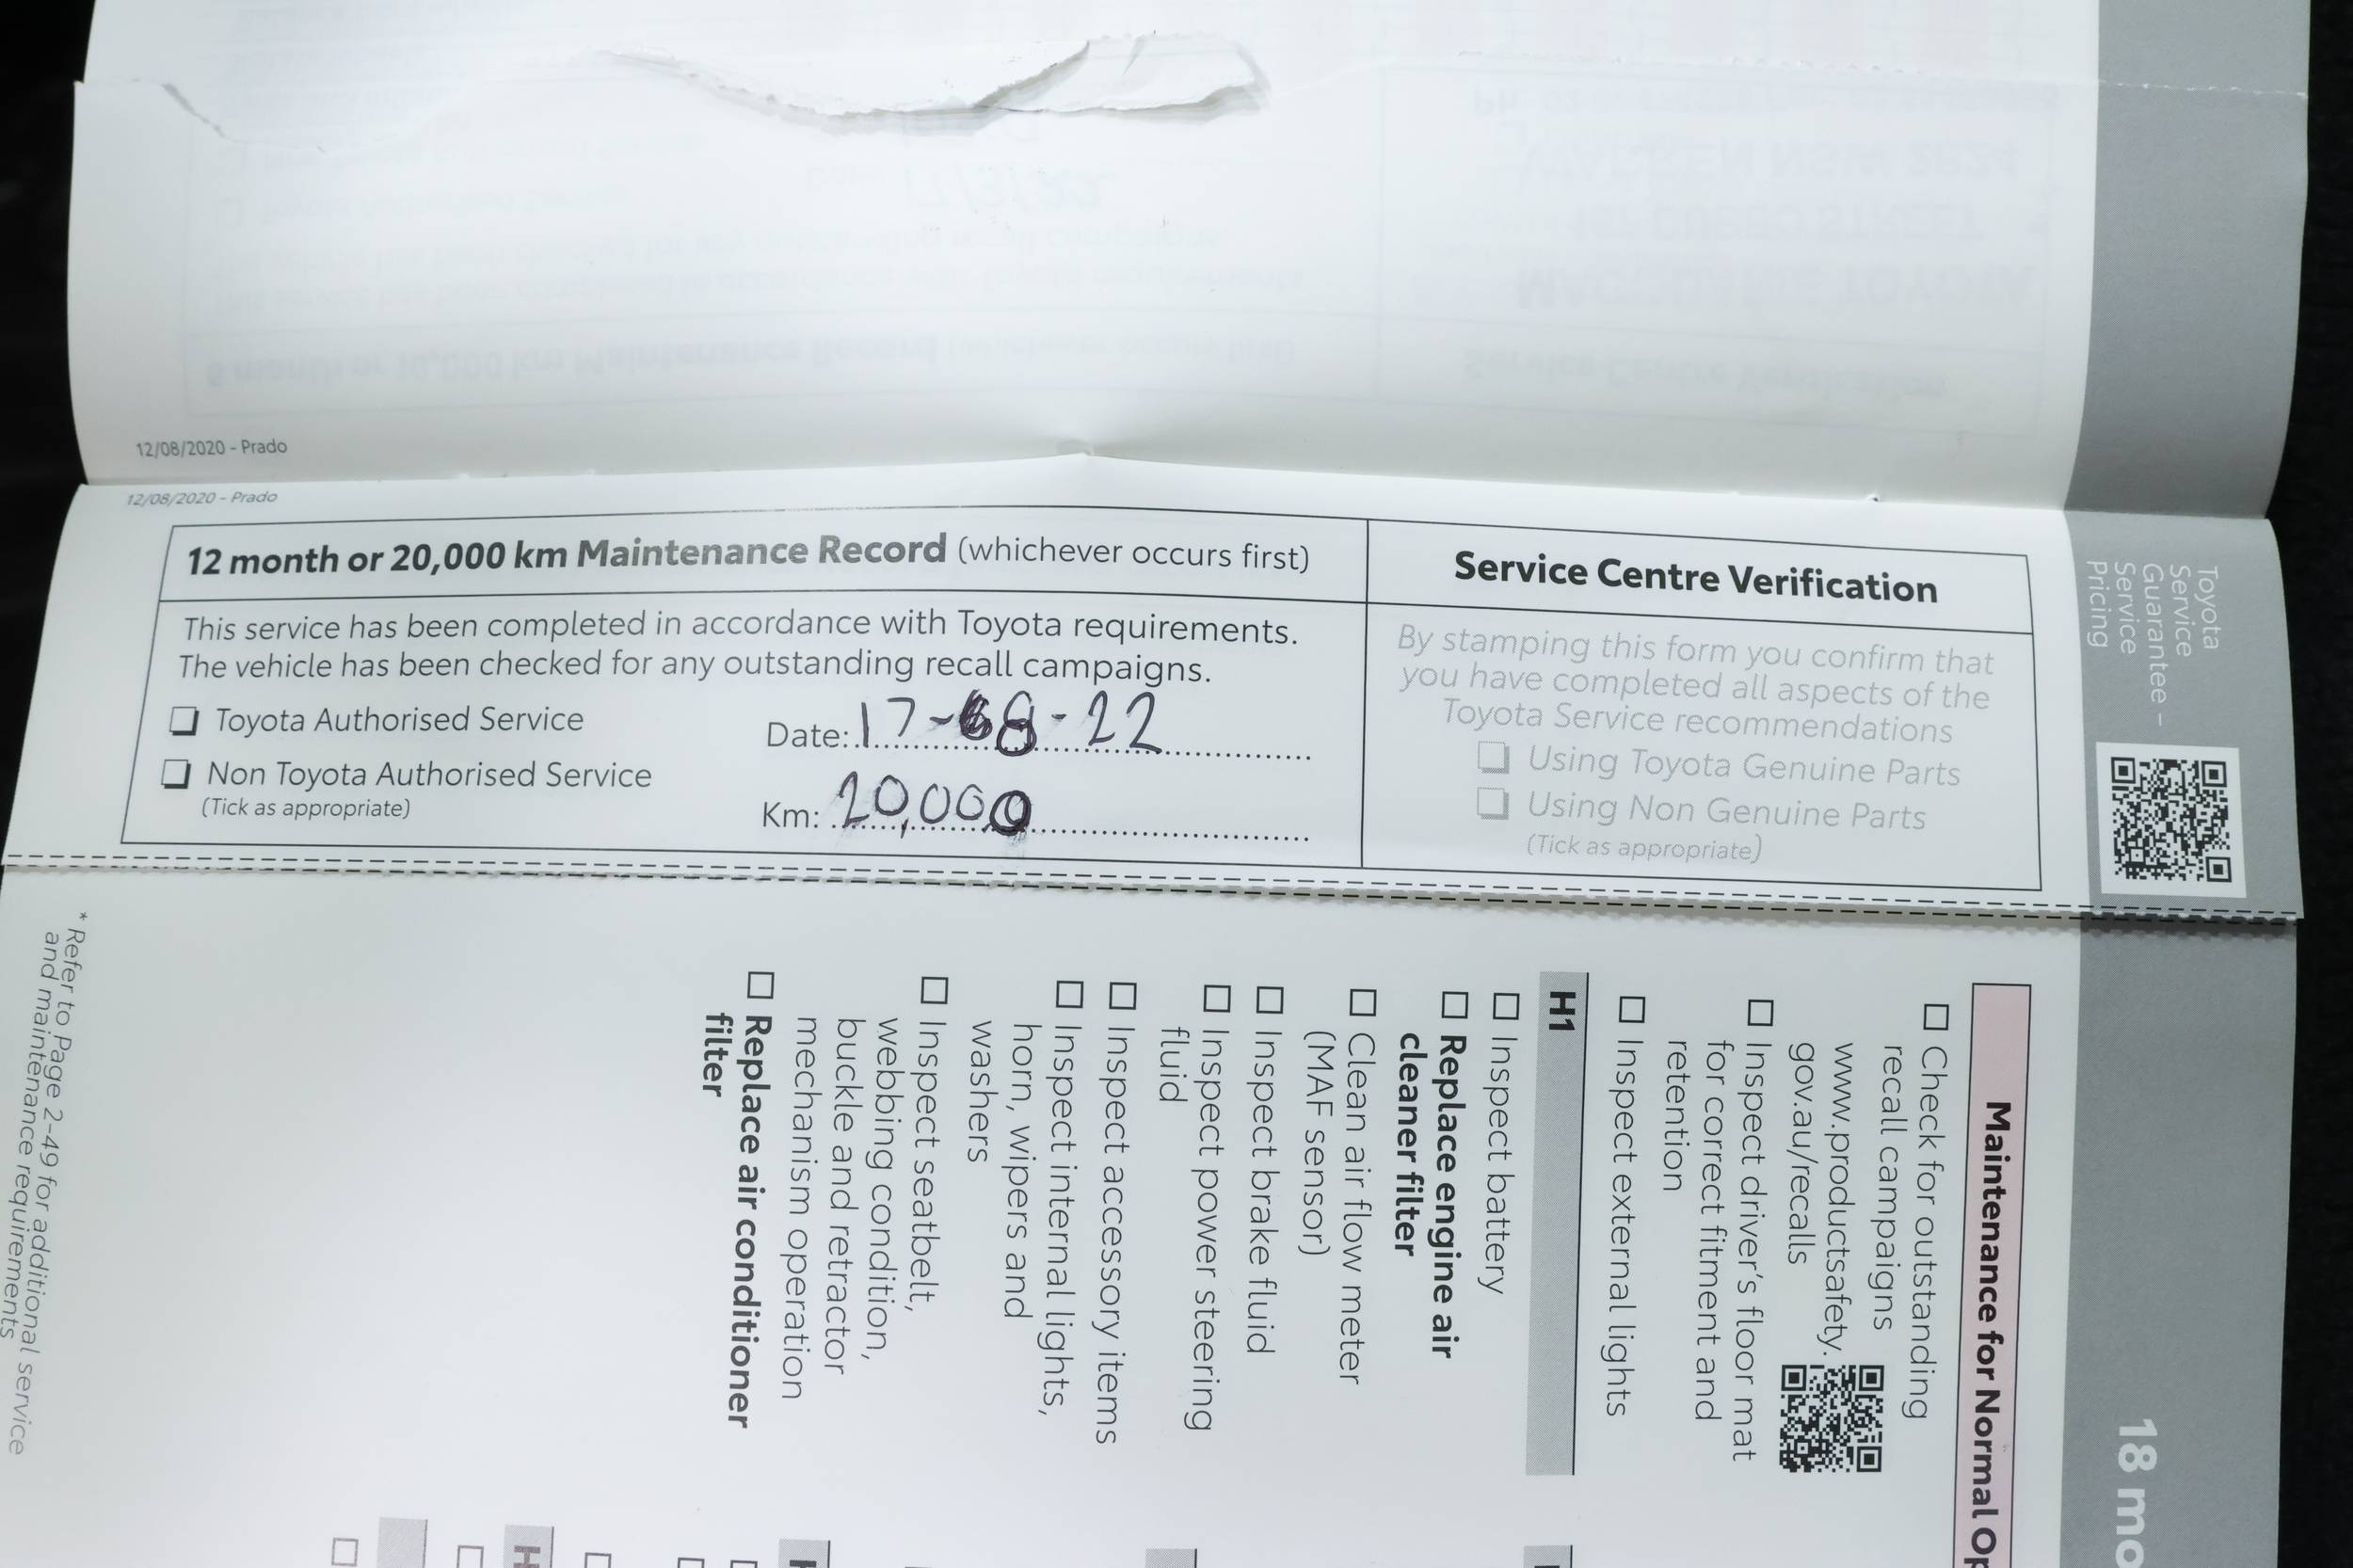 12/08/2020 - Prado
12/08/2020 - Prado
12 month or 20,000 km Maintenance Record (whichever occurs first)
This service has been completed in accordance with Toyota requirements.
The vehicle has been checked for any outstanding recall campaigns.
Toyota Authorised Service
Non Toyota Authorised Service
(Tick as appropriate)
Date: 17-08-22
Km: 20,000
Service Centre Verification
By stamping this form you confirm that
you have completed all aspects of the
Toyota Service recommendations
Using Toyota Genuine Parts
Using Non Genuine Parts
(Tick as appropriate)
Toyota
Service
Guarantee –
Service
Pricing
18 mo
Maintenance for Normal Op
Check for outstanding
recall campaigns
www.productsafety.
gov.au/recalls
Inspect driver's floor mat
for correct fitment and
retention
Inspect external lights
H1
Inspect battery
Replace engine air
cleaner filter
Clean air flow meter
(MAF sensor)
Inspect brake fluid
Inspect power steering
fluid
Inspect accessory items
Inspect internal lights,
horn, wipers and
washers
Inspect seatbelt,
webbing condition,
buckle and retractor
mechanism operation
Replace air conditioner
filter
* Refer to Page 2-49 for additional service
and maintenance requirements